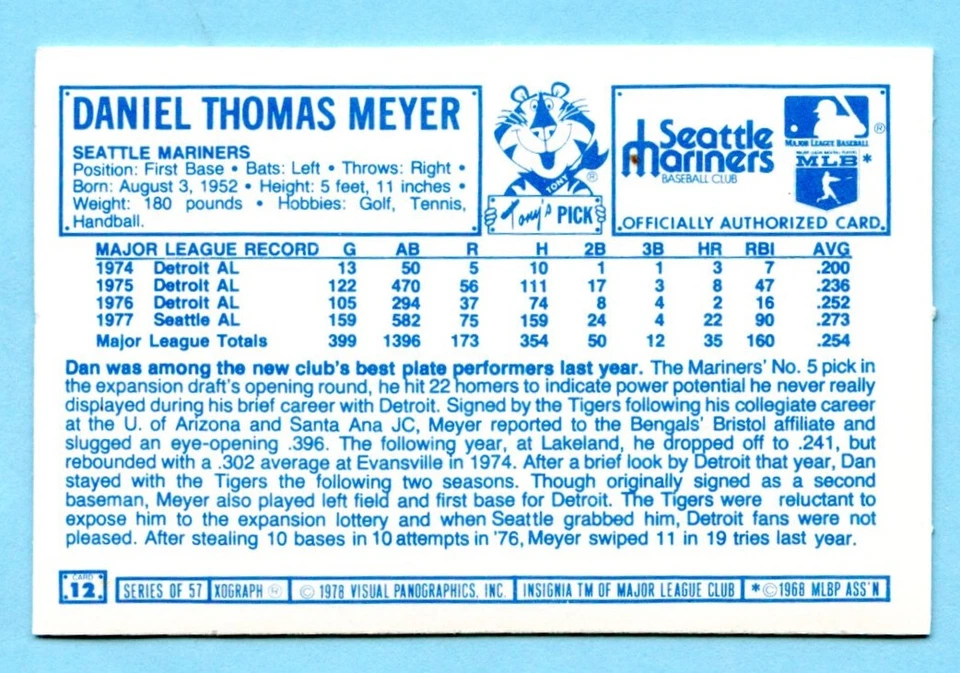 DANIEL THOMAS MEYER
SEATTLE MARINERS
Position: First Base • Bats: Left • Throws: Right •
Born: August 3, 1952 • Height: 5 feet, 11 inches •
Weight: 180 pounds • Hobbies: Golf, Tennis,
Handball.
TONY
®
Tony's PICK
Seattle
Mariners
BASEBALL CLUB
®
MAJOR LEAGUE BASEBALL
MLB *
OFFICIALLY AUTHORIZED CARD
MAJOR LEAGUE RECORD G AB R H 2B 3B HR RBI AVG
1974 Detroit AL 13 50 5 10 1 1 3 7 .200
1975 Detroit AL 122 470 56 111 17 3 8 47 .236
1976 Detroit AL 105 294 37 74 8 4 2 16 .252
1977 Seattle AL 159 582 75 159 24 4 22 90 .273
Major League Totals 399 1396 173 354 50 12 35 160 .254
Dan was among the new club's best plate performers last year. The Mariners' No. 5 pick in
the expansion draft's opening round, he hit 22 homers to indicate power potential he never really
displayed during his brief career with Detroit. Signed by the Tigers following his collegiate career
at the U. of Arizona and Santa Ana JC, Meyer reported to the Bengals' Bristol affiliate and
slugged an eye-opening .396. The following year, at Lakeland, he dropped off to .241, but
rebounded with a .302 average at Evansville in 1974. After a brief look by Detroit that year, Dan
stayed with the Tigers the following two seasons. Though originally signed as a second
baseman, Meyer also played left field and first base for Detroit. The Tigers were reluctant to
expose him to the expansion lottery and when Seattle grabbed him, Detroit fans were not
pleased. After stealing 10 bases in 10 attempts in '76, Meyer swiped 11 in 19 tries last year.
CARD
12
SERIES OF 57 XOGRAPH ® © 1978 VISUAL PANOGRAPHICS, INC. INSIGNIA TM OF MAJOR LEAGUE CLUB * © 1968 MLBP ASS'N